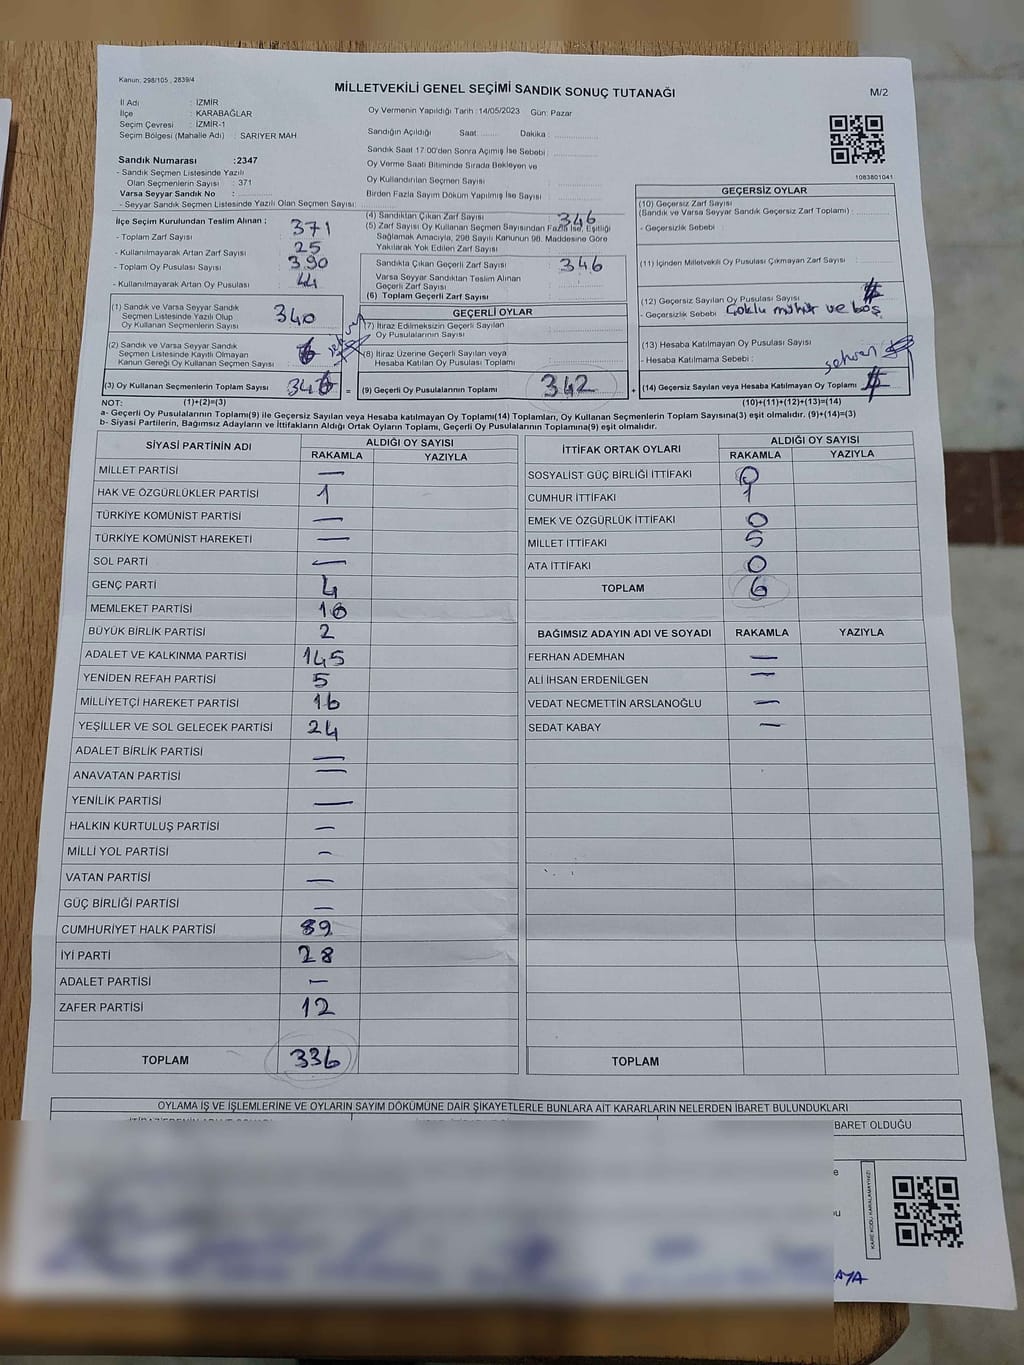 Kanun, 298/105 , 2839/4
MİLLETVEKİLİ GENEL SEÇİMİ SANDIK SONUÇ TUTANAĞI
M/2
İl Adı : İZMİR
İlçe : KARABAĞLAR
Seçim Çevresi : İZMİR-1
Seçim Bölgesi (Mahalle Adı) : SARIYER MAH
Oy Vermenin Yapıldığı Tarih : 14/05/2023 Gün: Pazar
Sandığın Açıldığı Saat ....... Dakika : ..............
Sandık Saat 17:00'den Sonra Açımış İse Sebebi : ..............
Oy Verme Saati Bitiminde Sırada Bekleyen ve
Oy Kullandırılan Seçmen Sayısı : ..............
Birden Fazla Sayım Döküm Yapılmış İse Sayısı : ..............
1083801041
Sandık Numarası :2347
- Sandık Seçmen Listesinde Yazılı
Olan Seçmenlerin Sayısı : 371
Varsa Seyyar Sandık No : ..............
- Seyyar Sandık Seçmen Listesinde Yazılı Olan Seçmen Sayısı: ..............
İlçe Seçim Kurulundan Teslim Alınan ;
- Toplam Zarf Sayısı : 371
- Kullanılmayarak Artan Zarf Sayısı : 25
- Toplam Oy Pusulası Sayısı : 390
- Kullanılmayarak Artan Oy Pusulası : 44
(1) Sandık ve Varsa Seyyar Sandık
Seçmen Listesinde Yazılı Olup
Oy Kullanan Seçmenlerin Sayısı : 340
(2) Sandık ve Varsa Seyyar Sandık
Seçmen Listesinde Kayıtlı Olmayan
Kanun Gereği Oy Kullanan Seçmen Sayısı : 6
(3) Oy Kullanan Seçmenlerin Toplam Sayısı 346 =
(4) Sandıktan Çıkan Zarf Sayısı : 346
(5) Zarf Sayısı Oy Kullanan Seçmen Sayısından Fazla İse, Eşitliği
Sağlamak Amacıyla, 298 Sayılı Kanunun 98. Maddesine Göre
Yakılarak Yok Edilen Zarf Sayısı
Sandıkta Çıkan Geçerli Zarf Sayısı : 346
Varsa Seyyar Sandıktan Teslim Alınan
Geçerli Zarf Sayısı
(6) Toplam Geçerli Zarf Sayısı
GEÇERLİ OYLAR
(7) İtiraz Edilmeksizin Geçerli Sayılan
Oy Pusulalarının Sayısı
(8) İtiraz Üzerine Geçerli Sayılan veya
Hesaba Katılan Oy Pusulası Toplamı
(9) Geçerli Oy Pusulalarının Toplamı 342 +
GEÇERSİZ OYLAR
(10) Geçersiz Zarf Sayısı
(Sandık ve Varsa Seyyar Sandık Geçersiz Zarf Toplamı) :
- Geçersizlik Sebebi :
(11) İçinden Milletvekili Oy Pusulası Çıkmayan Zarf Sayısı :
(12) Geçersiz Sayılan Oy Pusulası Sayısı
- Geçersizlik Sebebi Çoklu mühür ve boş
(13) Hesaba Katılmayan Oy Pusulası Sayısı :
- Hesaba Katmama Sebebi :
(14) Geçersiz Sayılan veya Hesaba Katılmayan Oy Toplamı
NOT: (1)+(2)=(3)
(10)+(11)+(12)+(13)=(14)
a- Geçerli Oy Pusulalarının Toplamı(9) ile Geçersiz Sayılan veya Hesaba katılmayan Oy Toplamı(14) Toplamları, Oy Kullanan Seçmenlerin Toplam Sayısına(3) eşit olmalıdır. (9)+(14)=(3)
b- Siyasi Partilerin, Bağımsız Adayların ve İttifakların Aldığı Ortak Oyların Toplamı, Geçerli Oy Pusulalarının Toplamına(9) eşit olmalıdır.
SİYASİ PARTİNİN ADI ALDIĞI OY SAYISI
RAKAMLA YAZIYLA
MİLLET PARTİSİ —
HAK VE ÖZGÜRLÜKLER PARTİSİ 1
TÜRKİYE KOMÜNİST PARTİSİ —
TÜRKİYE KOMÜNİST HAREKETİ —
SOL PARTİ —
GENÇ PARTİ 4
MEMLEKET PARTİSİ 10
BÜYÜK BİRLİK PARTİSİ 2
ADALET VE KALKINMA PARTİSİ 145
YENİDEN REFAH PARTİSİ 5
MİLLİYETÇİ HAREKET PARTİSİ 16
YEŞİLLER VE SOL GELECEK PARTİSİ 24
ADALET BİRLİK PARTİSİ —
ANAVATAN PARTİSİ —
YENİLİK PARTİSİ —
HALKIN KURTULUŞ PARTİSİ —
MİLLİ YOL PARTİSİ —
VATAN PARTİSİ —
GÜÇ BİRLİĞİ PARTİSİ —
CUMHURİYET HALK PARTİSİ 89
İYİ PARTİ 28
ADALET PARTİSİ —
ZAFER PARTİSİ 12
TOPLAM 336
İTTİFAK ORTAK OYLARI ALDIĞI OY SAYISI
RAKAMLA YAZIYLA
SOSYALİST GÜÇ BİRLİĞİ İTTİFAKI 0
CUMHUR İTTİFAKI 1
EMEK VE ÖZGÜRLÜK İTTİFAKI 0
MİLLET İTTİFAKI 5
ATA İTTİFAKI 0
TOPLAM 6
BAĞIMSIZ ADAYIN ADI VE SOYADI RAKAMLA YAZIYLA
FERHAN ADEMHAN —
ALİ İHSAN ERDENİLGEN —
VEDAT NECMETTİN ARSLANOĞLU —
SEDAT KABAY —
TOPLAM
OYLAMA İŞ VE İŞLEMLERİNE VE OYLARIN SAYIM DÖKÜMÜNE DAİR ŞİKAYETLERLE BUNLARA AİT KARARLARIN NELERDEN İBARET BULUNDUKLARI
BARET OLDUĞU
KARE KODU KARALAMAYINIZ!